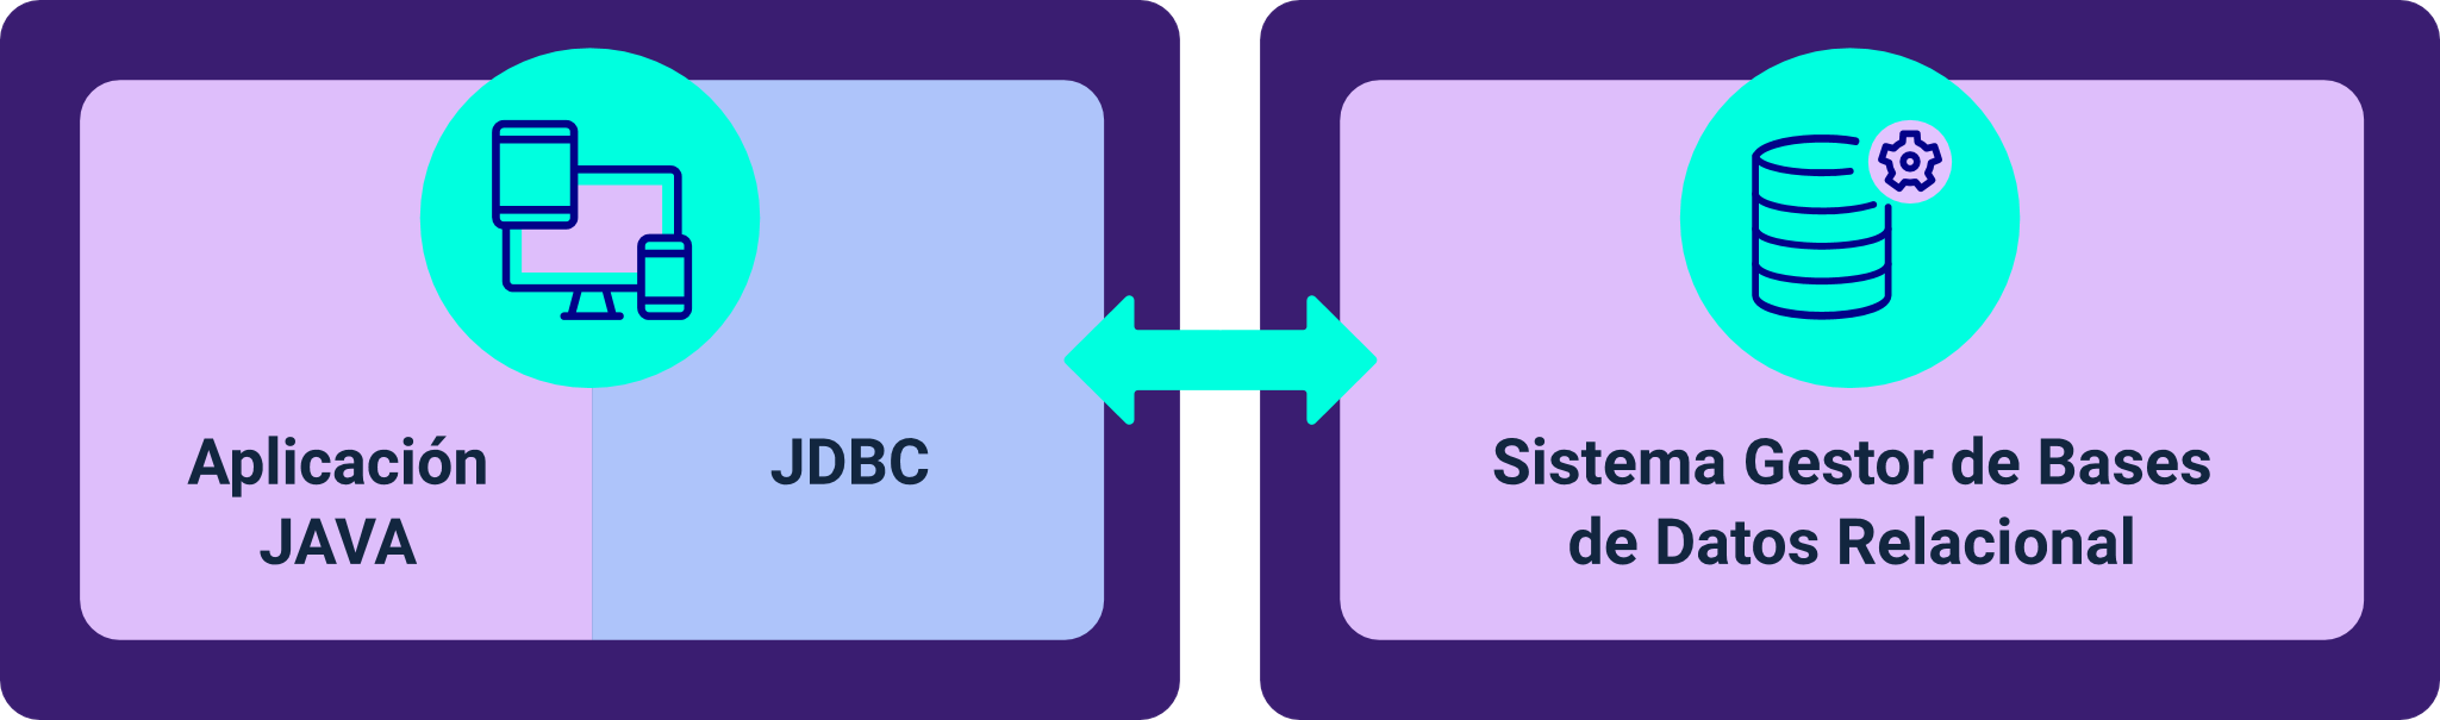 Aplicación
JAVA
JDBC
Sistema Gestor de Bases
de Datos Relacional